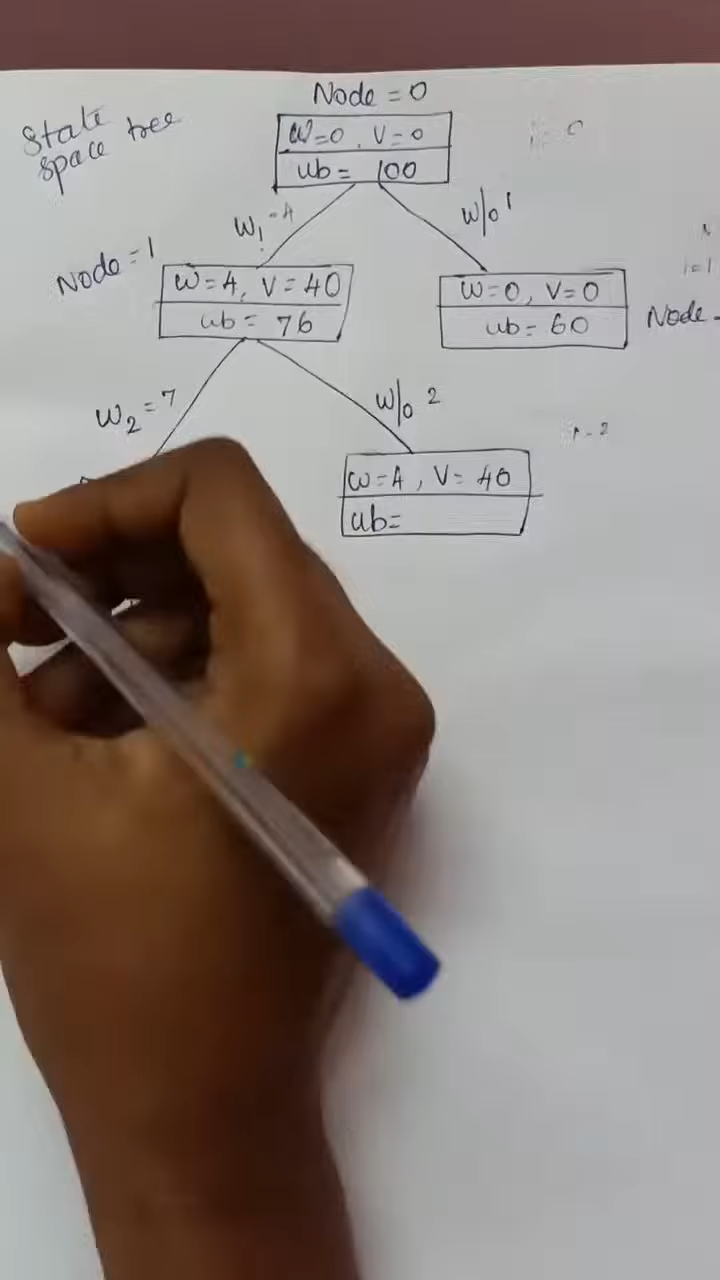 Node = 0
State
space tree
W=0, V=0
ub= 100
W1=4
w/o 1
Node = 1
W=4, V=40
ub= 76
W=0, V=0
ub= 60
i=1
Node -
W2=7
w/o 2
W=4, V=40
ub=